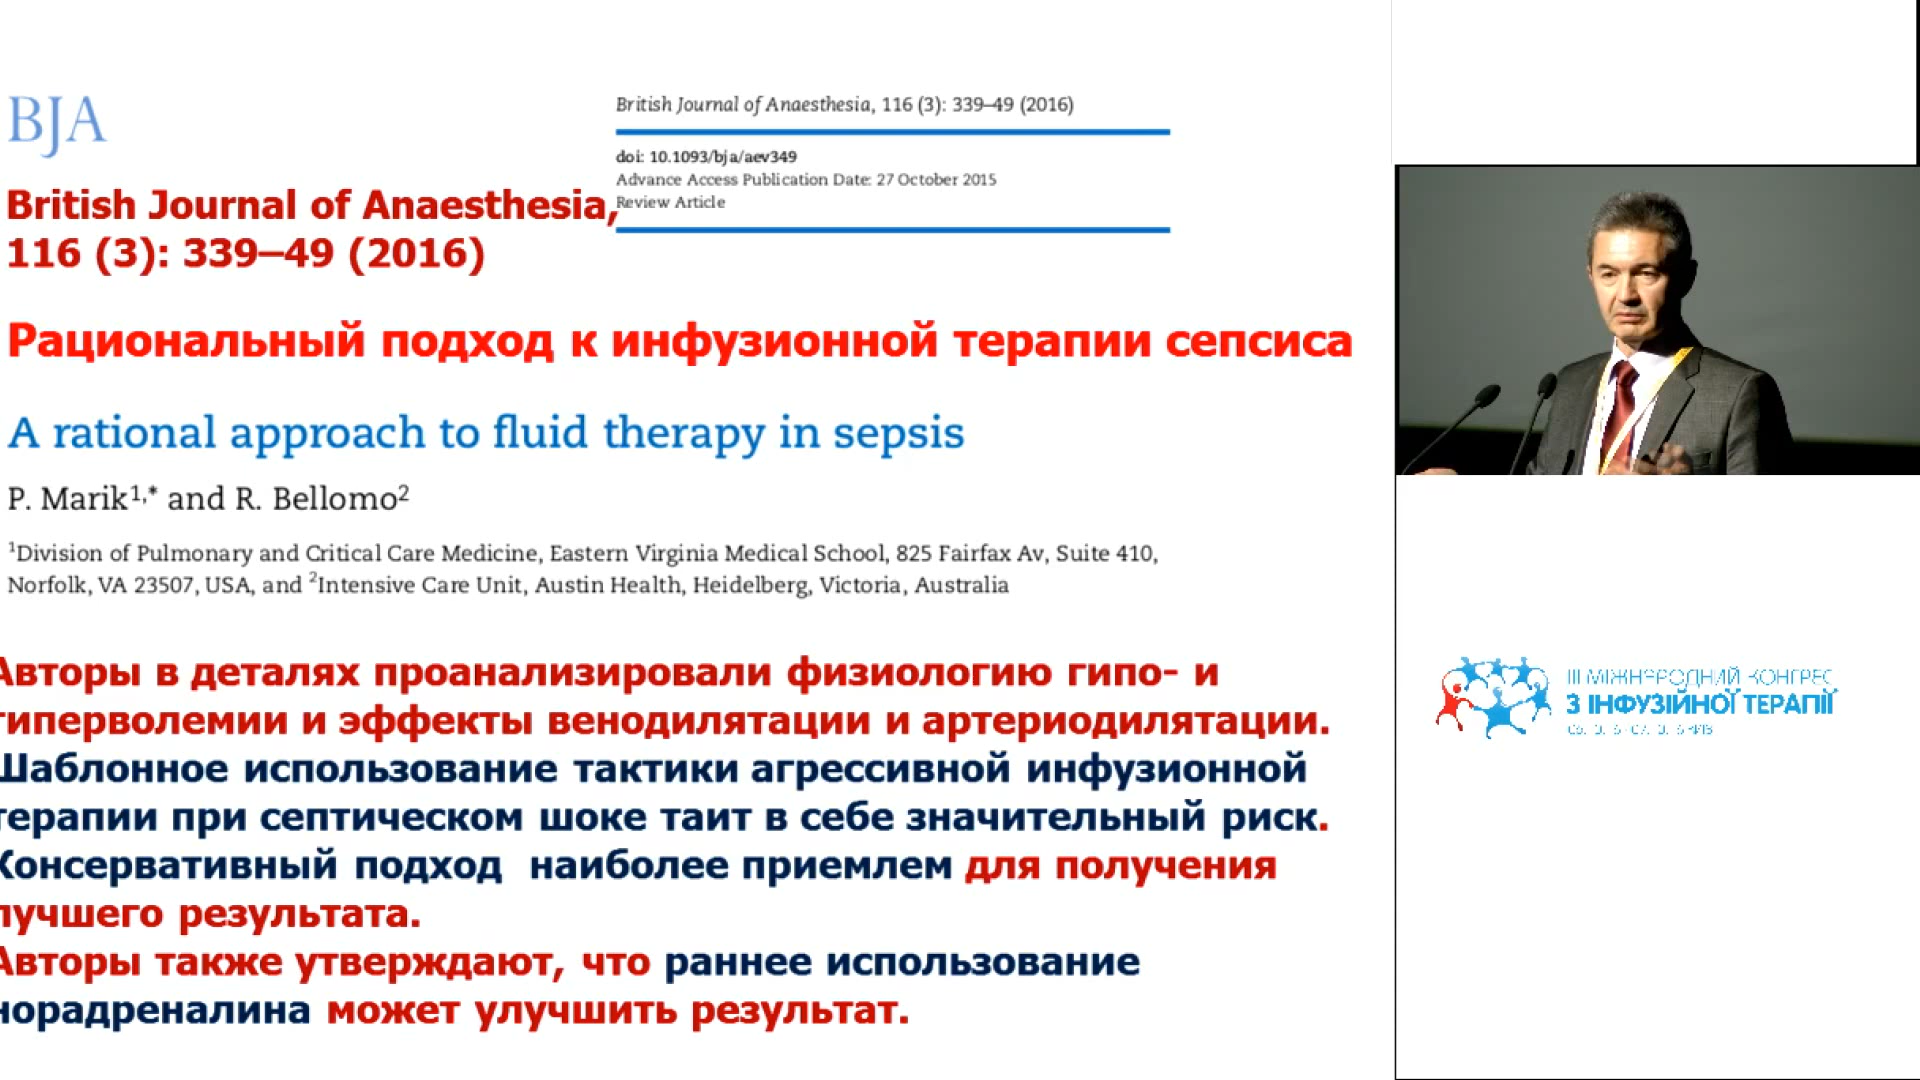 BJA
British Journal of Anaesthesia, 116 (3): 339–49 (2016)
doi: 10.1093/bja/aev349
Advance Access Publication Date: 27 October 2015
Review Article
British Journal of Anaesthesia,
116 (3): 339—49 (2016)
Рациональный подход к инфузионной терапии сепсиса
A rational approach to fluid therapy in sepsis
P. Marik1,* and R. Bellomo2
1Division of Pulmonary and Critical Care Medicine, Eastern Virginia Medical School, 825 Fairfax Av, Suite 410,
Norfolk, VA 23507, USA, and 2Intensive Care Unit, Austin Health, Heidelberg, Victoria, Australia
Авторы в деталях проанализировали физиологию гипо- и
гиперволемии и эффекты венодилятации и артериодилятации.
Шаблонное использование тактики агрессивной инфузионной
терапии при септическом шоке таит в себе значительный риск.
Консервативный подход наиболее приемлем для получения
лучшего результата.
Авторы также утверждают, что раннее использование
норадреналина может улучшить результат.
III МІЖНАРОДНИЙ КОНГРЕС
З ІНФУЗІЙНОЇ ТЕРАПІЇ